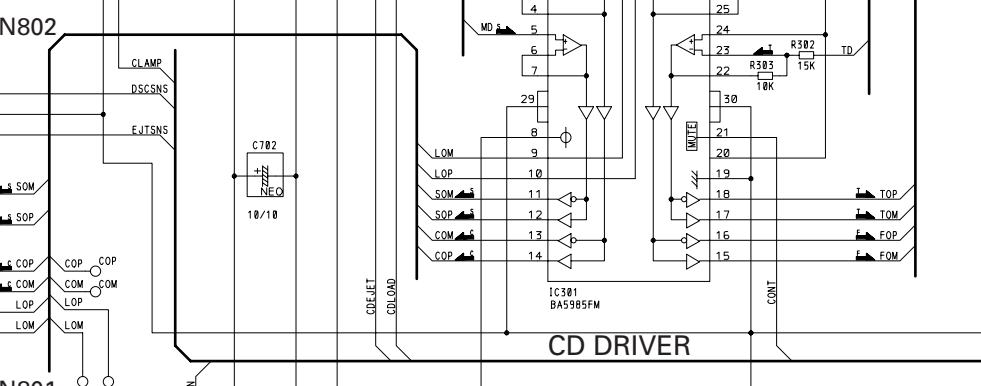 N802
CLAMP
DSCSNS
EJTSNS
C702
+
NEO
10/10
S SOM
S SOP
C COP
C COM
LOP
LOM
COP
COP
COM
COM
LOP
LOM
CDEJET
CDLOAD
LOM
LOP
SOM S
SOP S
COM C
COP C
MD S
4
5
6
7
29
8
9
10
11
12
13
14
IC301
BA5985FM
25
24
23
22
30
21
20
19
18
17
16
15
MUTE
T
R302
15K
R303
10K
TD
CONT
T TOP
T TOM
F FOP
F FOM
CD DRIVER